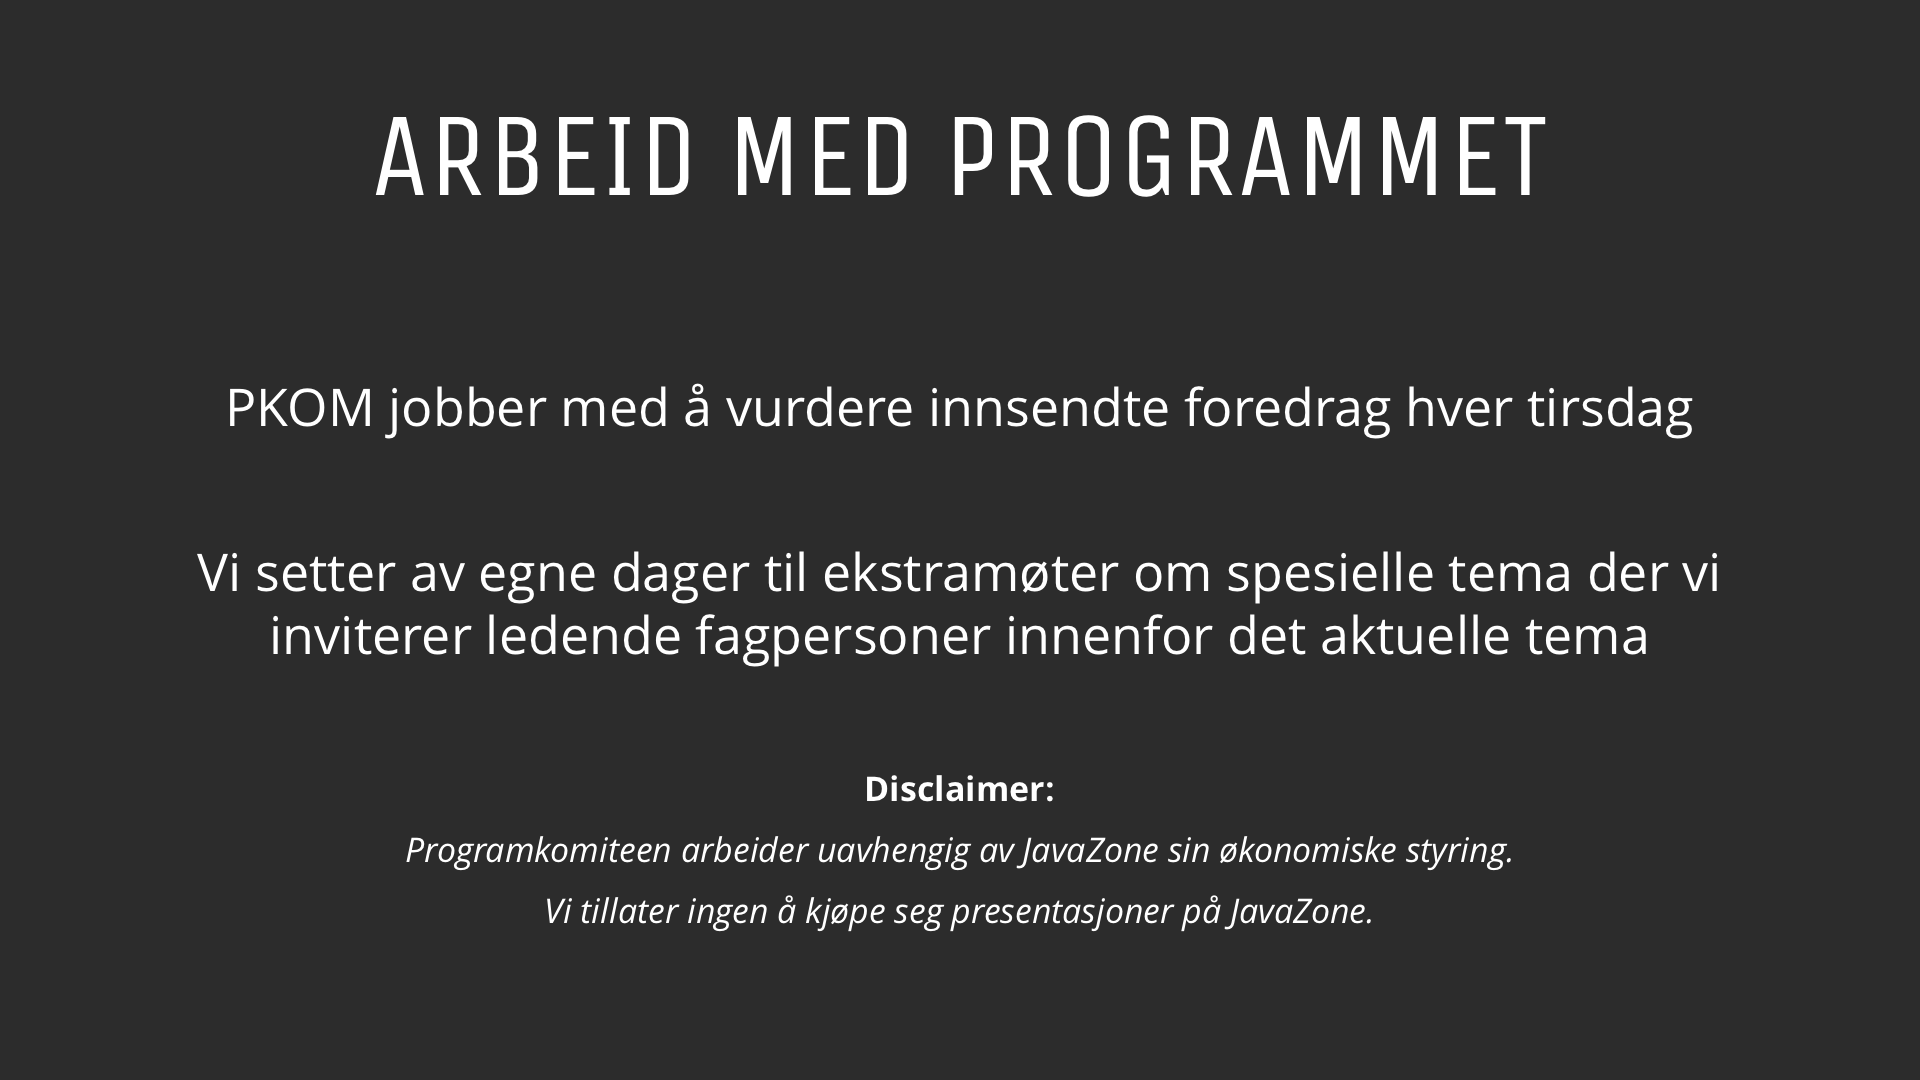 ARBEID MED PROGRAMMET
PKOM jobber med å vurdere innsendte foredrag hver tirsdag
Vi setter av egne dager til ekstramøter om spesielle tema der vi
inviterer ledende fagpersoner innenfor det aktuelle tema
Disclaimer:
Programkomiteen arbeider uavhengig av JavaZone sin økonomiske styring.
Vi tillater ingen å kjøpe seg presentasjoner på JavaZone.